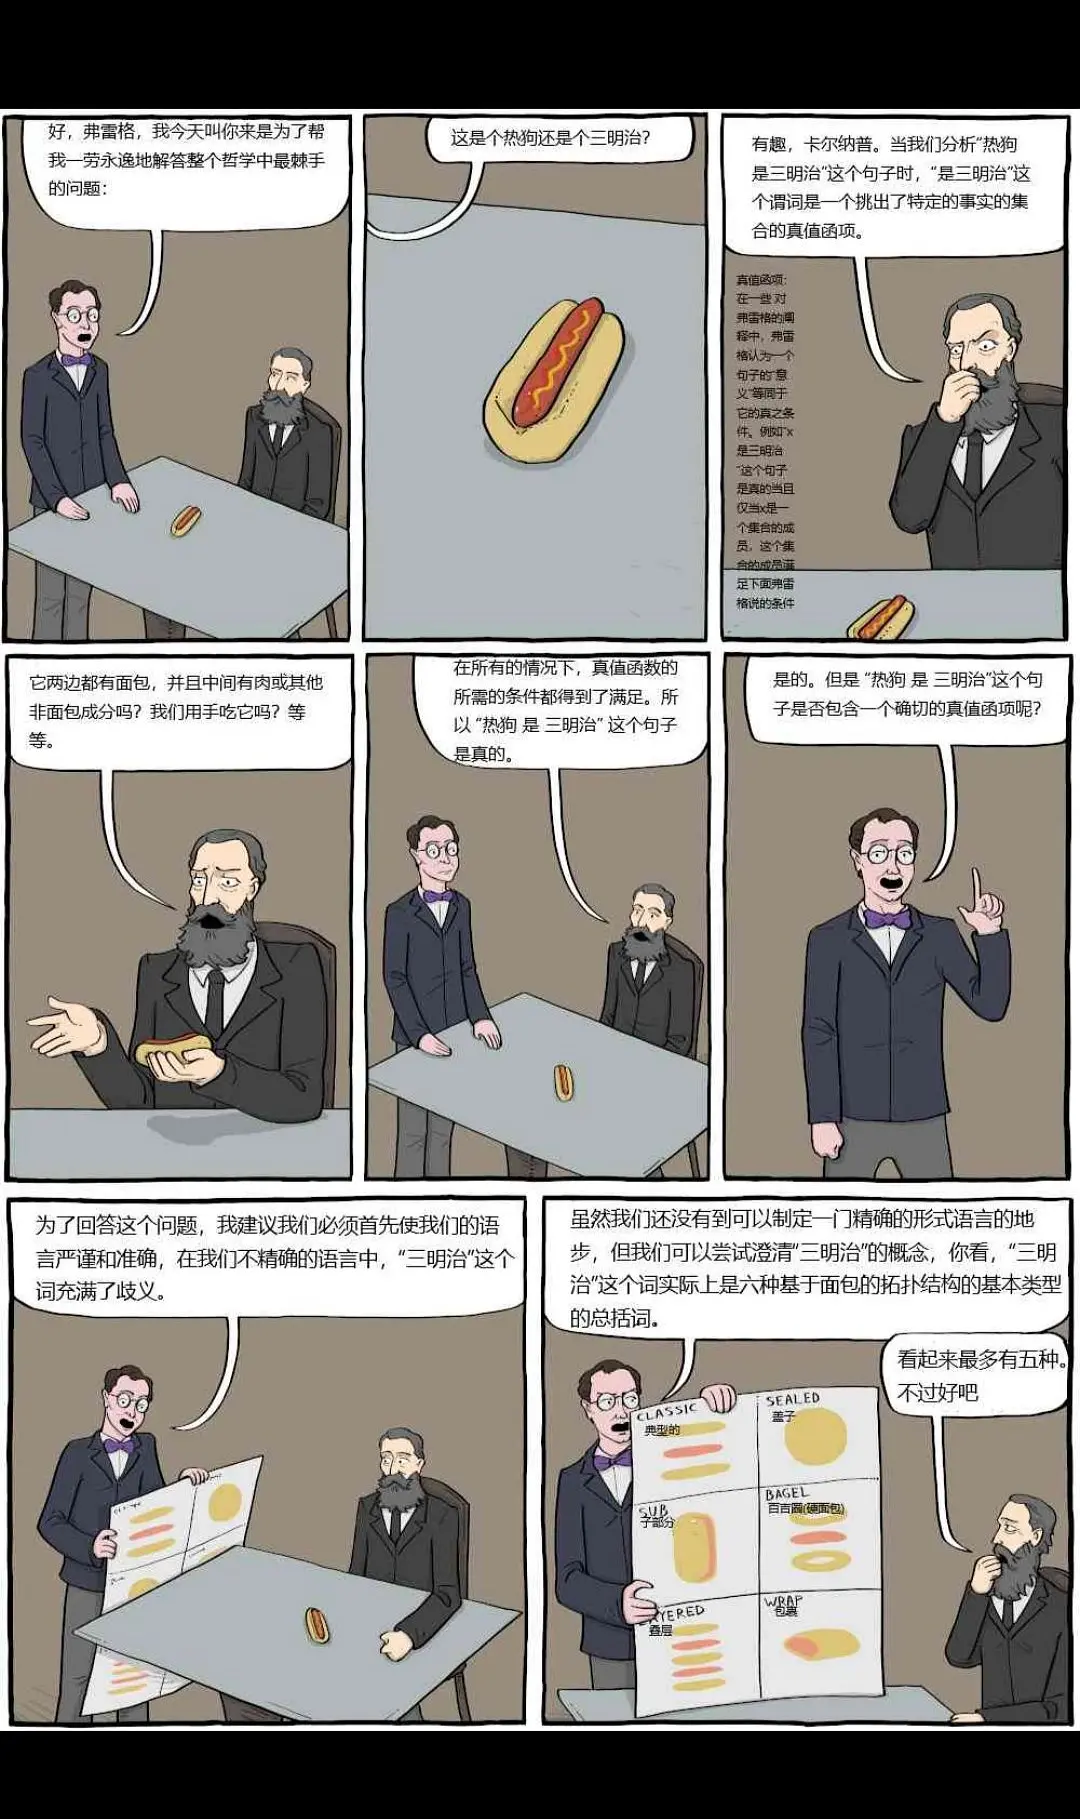 好，弗雷格，我今天叫你来是为了帮
我一劳永逸地解答整个哲学中最棘手
的问题：
这是个热狗还是个三明治？
有趣，卡尔纳普。当我们分析“热狗
是三明治”这个句子时，“是三明治”这
个谓词是一个挑出了特定的事实的集
合的真值函项。
真值函项：
在一些 对
弗雷格的阐
释中，弗雷
格认为一个
句子的“意
义”等同于
它的真之条
件。例如“x
是三明治
“这个句子
是真的当且
仅当x是一
个集合的成
员，这个集
合的成员满
足下面弗雷
格说的条件
它两边都有面包，并且中间有肉或其他
非面包成分吗？我们用手吃它吗？等
等。
在所有的情况下，真值函数的
所需的条件都得到了满足。所
以 “热狗 是 三明治” 这个句子
是真的。
是的。但是 “热狗 是 三明治”这个句
子是否包含一个确切的真值函项呢？
为了回答这个问题，我建议我们必须首先使我们的语
言严谨和准确，在我们不精确的语言中，“三明治”这个
词充满了歧义。
虽然我们还没有到可以制定一门精确的形式语言的地
步，但我们可以尝试澄清“三明治”的概念，你看，“三明
治”这个词实际上是六种基于面包的拓扑结构的基本类型
的总括词。
看起来最多有五种。
不过好吧
CLASSIC
典型的
SEALED
盖子
SUB
子部分
BAGEL
百吉圈(硬面包)
LAYERED
叠层
WRAP
包裹